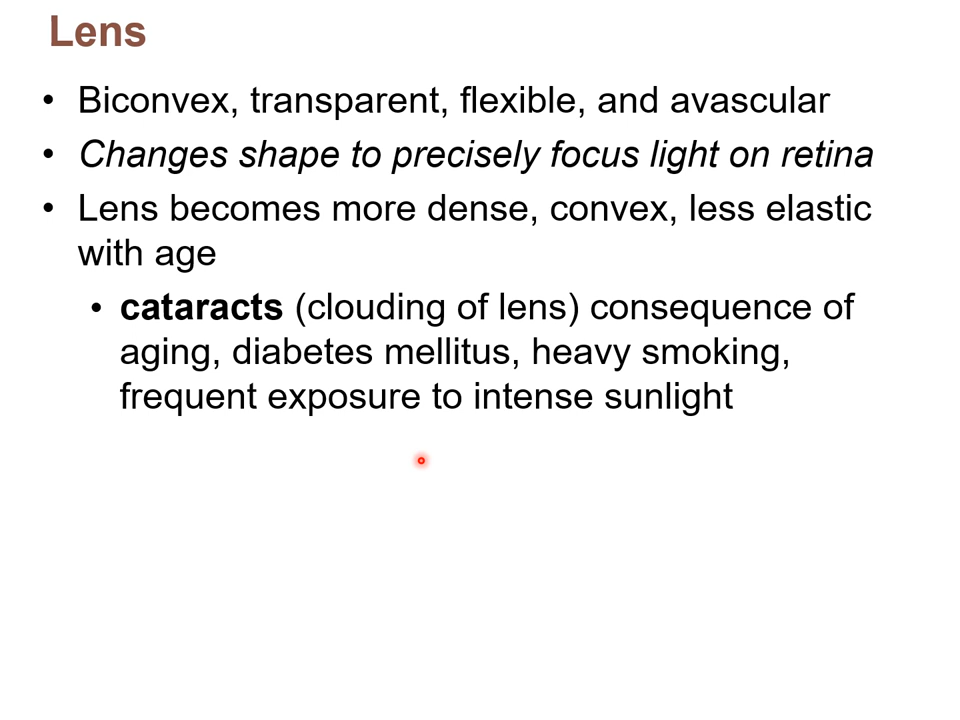 Lens
• Biconvex, transparent, flexible, and avascular
• Changes shape to precisely focus light on retina
• Lens becomes more dense, convex, less elastic
with age
• cataracts (clouding of lens) consequence of
aging, diabetes mellitus, heavy smoking,
frequent exposure to intense sunlight